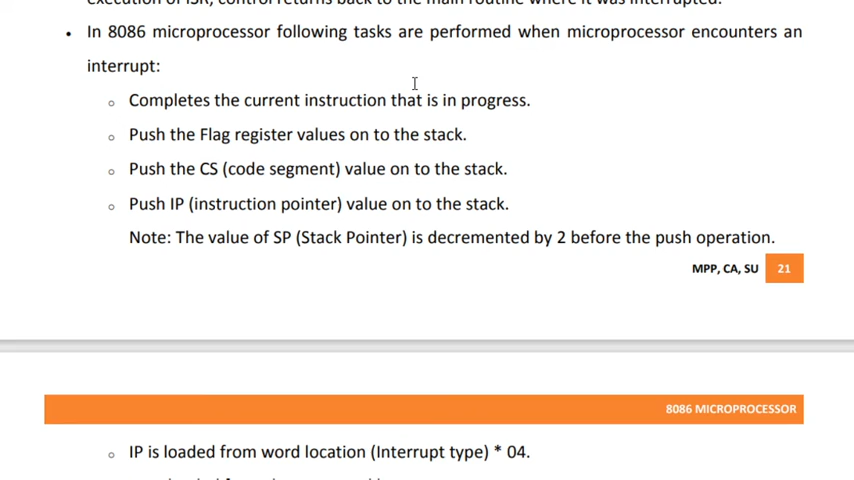 In 8086 microprocessor following tasks are performed when microprocessor encounters an
interrupt:
Completes the current instruction that is in progress.
Push the Flag register values on to the stack.
Push the CS (code segment) value on to the stack.
Push IP (instruction pointer) value on to the stack.
Note: The value of SP (Stack Pointer) is decremented by 2 before the push operation.
MPP, CA, SU 21
8086 MICROPROCESSOR
IP is loaded from word location (Interrupt type) * 04.